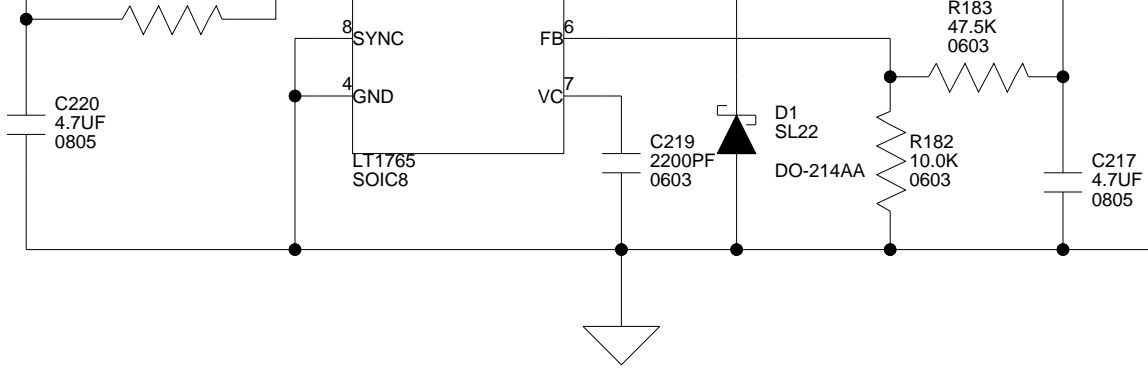 R183
47.5K
0603
8
SYNC
FB
6
4
GND
VC
7
C220
4.7UF
0805
LT1765
SOIC8
C219
2200PF
0603
D1
SL22
DO-214AA
R182
10.0K
0603
C217
4.7UF
0805